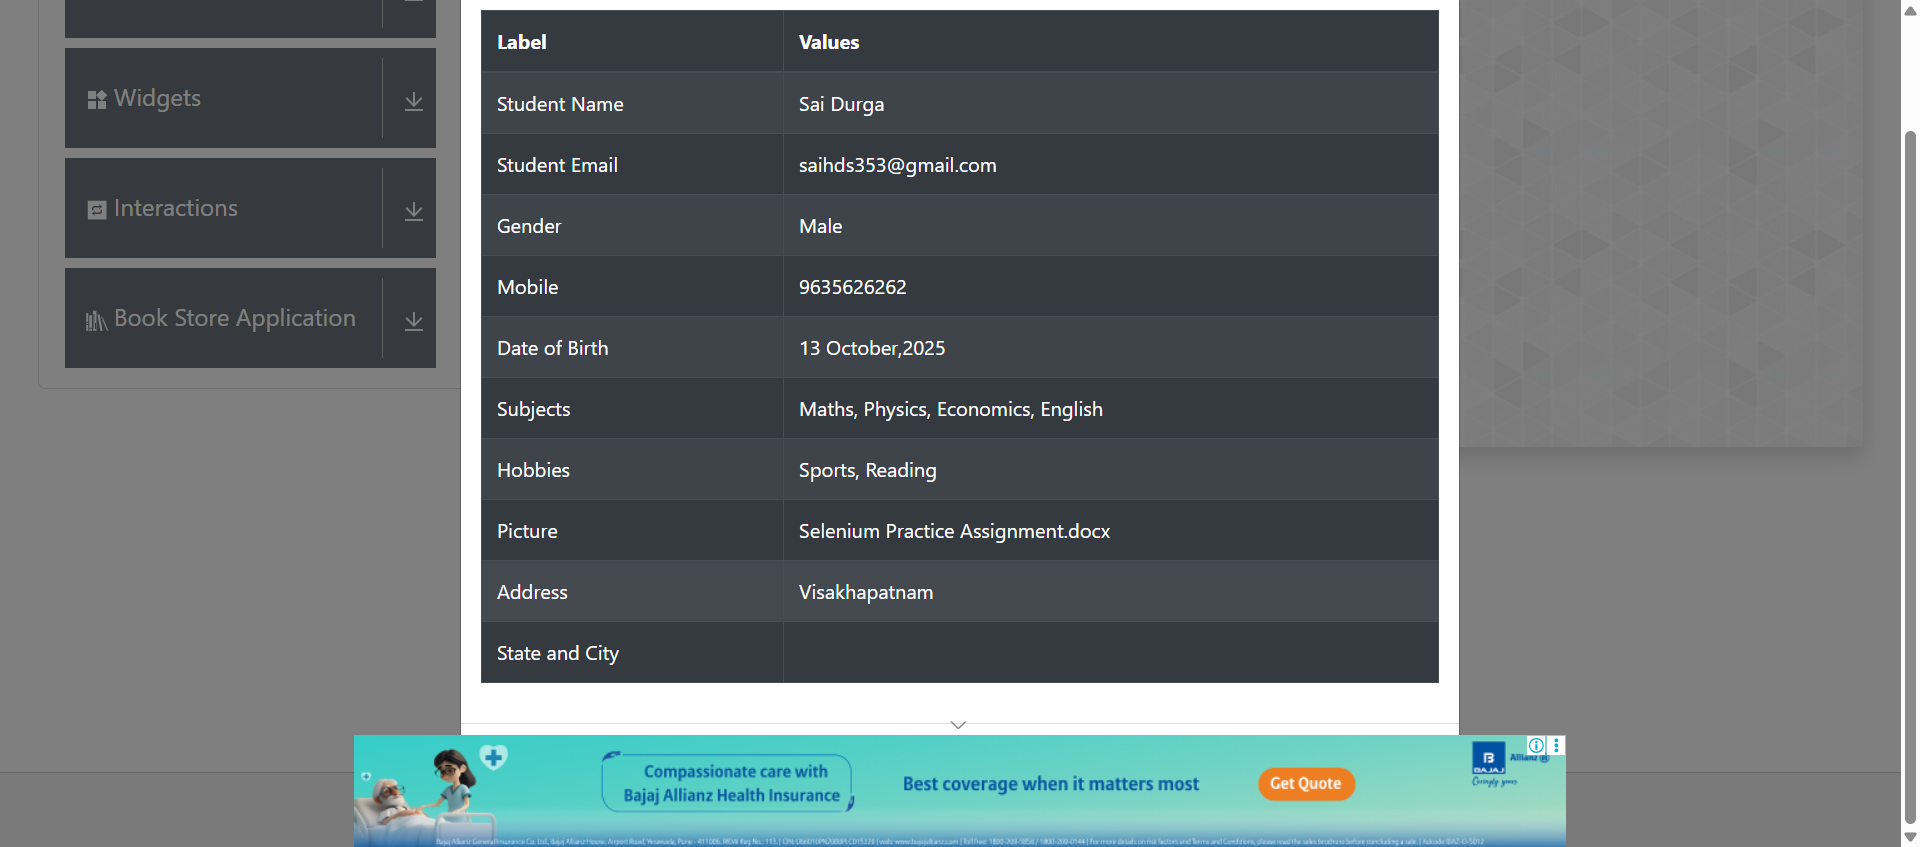 Widgets
Interactions
Book Store Application
Label Values
Student Name Sai Durga
Student Email saihds353@gmail.com
Gender Male
Mobile 9635626262
Date of Birth 13 October,2025
Subjects Maths, Physics, Economics, English
Hobbies Sports, Reading
Picture Selenium Practice Assignment.docx
Address Visakhapatnam
State and City
Compassionate care with
Bajaj Allianz Health Insurance
Best coverage when it matters most
Get Quote
B
BAJAJ
Allianz
Caringly yours